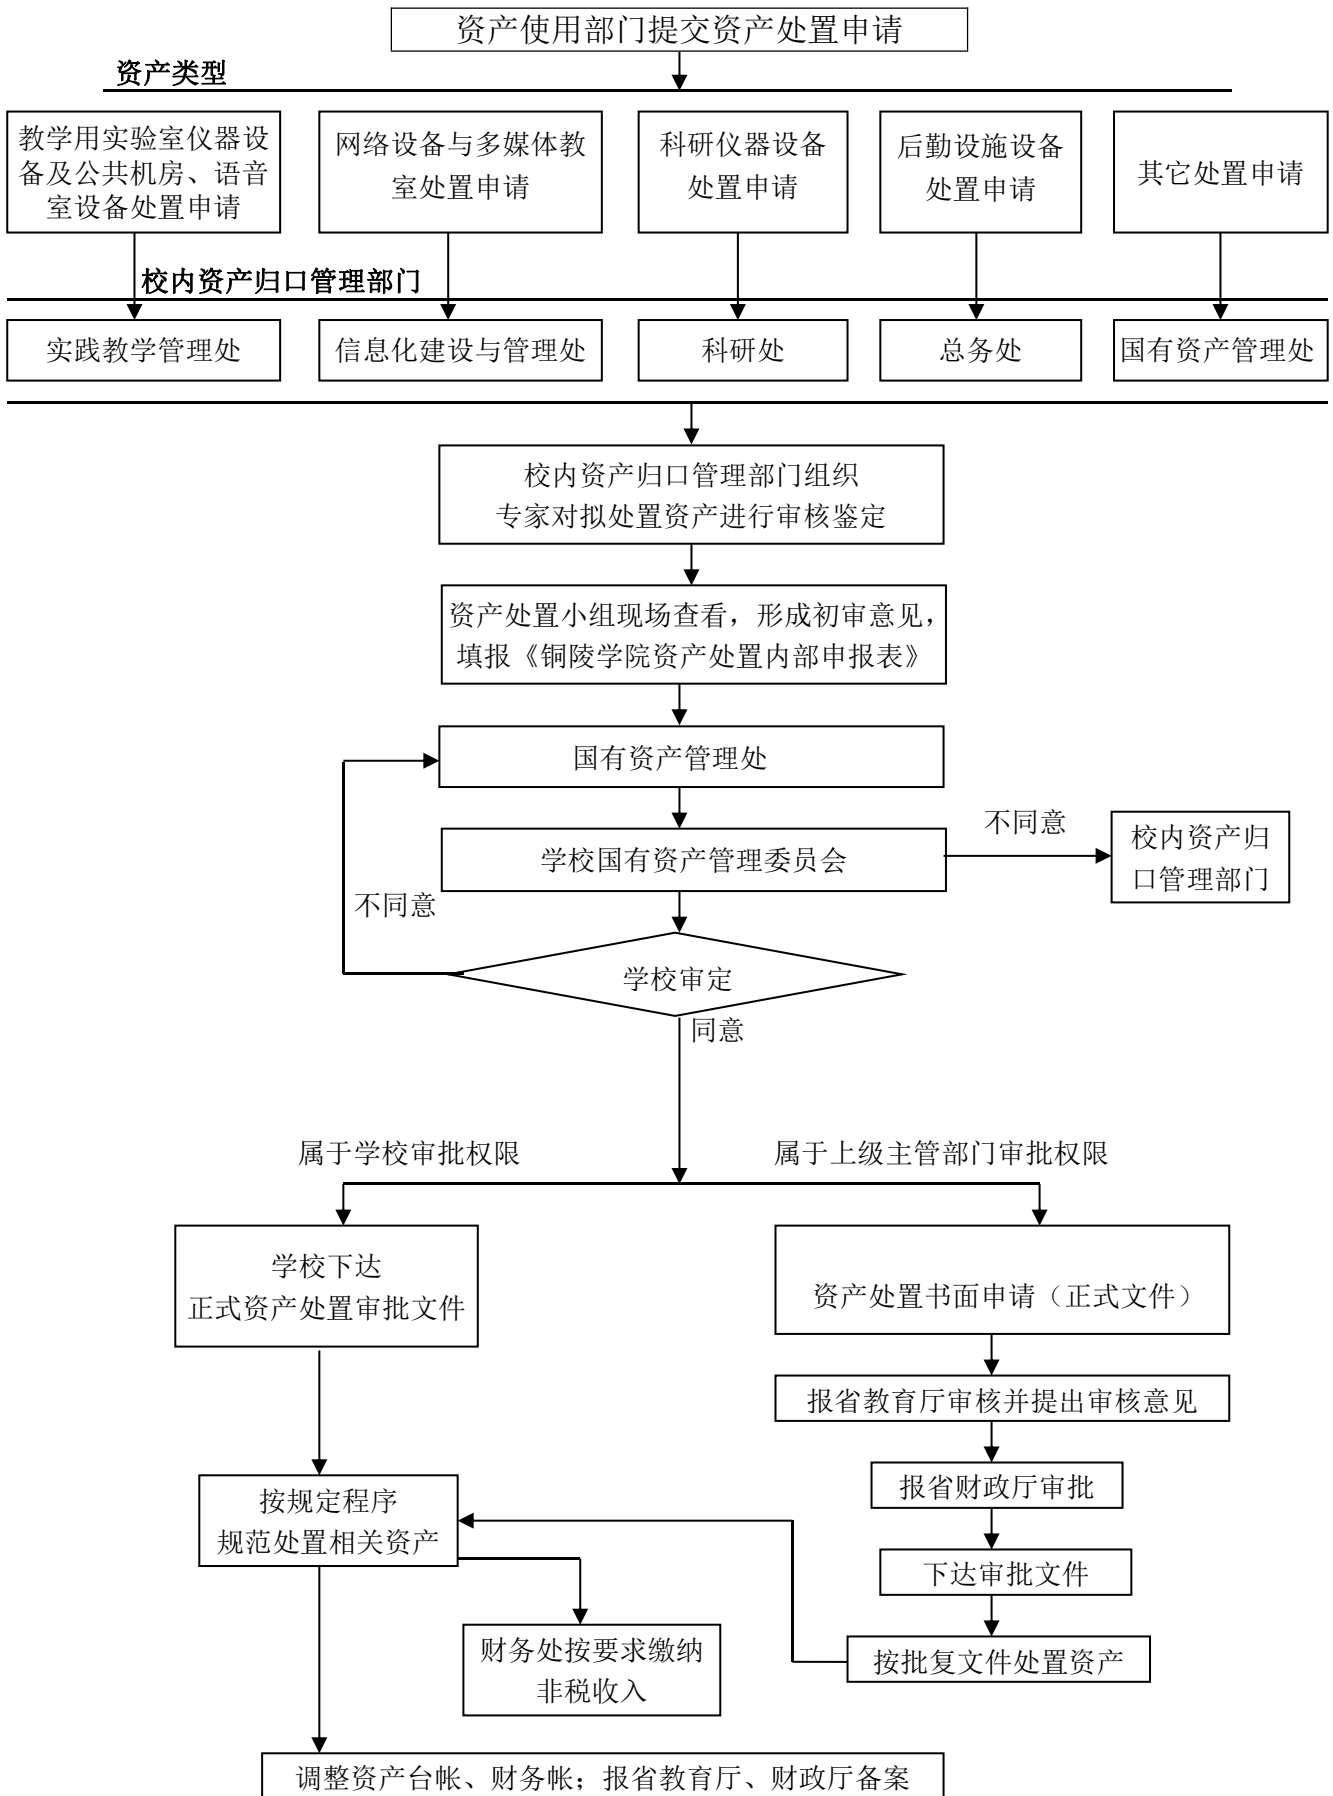 资产使用部门提交资产处置申请
资产类型
教学用实验室仪器设
备及公共机房、语音
室设备处置申请
网络设备与多媒体教
室处置申请
科研仪器设备
处置申请
后勤设施设备
处置申请
其它处置申请
校内资产归口管理部门
实践教学管理处
信息化建设与管理处
科研处
总务处
国有资产管理处
校内资产归口管理部门组织
专家对拟处置资产进行审核鉴定
资产处置小组现场查看，形成初审意见，
填报《铜陵学院资产处置内部申报表》
国有资产管理处
学校国有资产管理委员会
不同意
校内资产归
口管理部门
不同意
学校审定
同意
属于学校审批权限
属于上级主管部门审批权限
学校下达
正式资产处置审批文件
资产处置书面申请（正式文件）
报省教育厅审核并提出审核意见
报省财政厅审批
按规定程序
规范处置相关资产
下达审批文件
财务处按要求缴纳
非税收入
按批复文件处置资产
调整资产台帐、财务帐；报省教育厅、财政厅备案